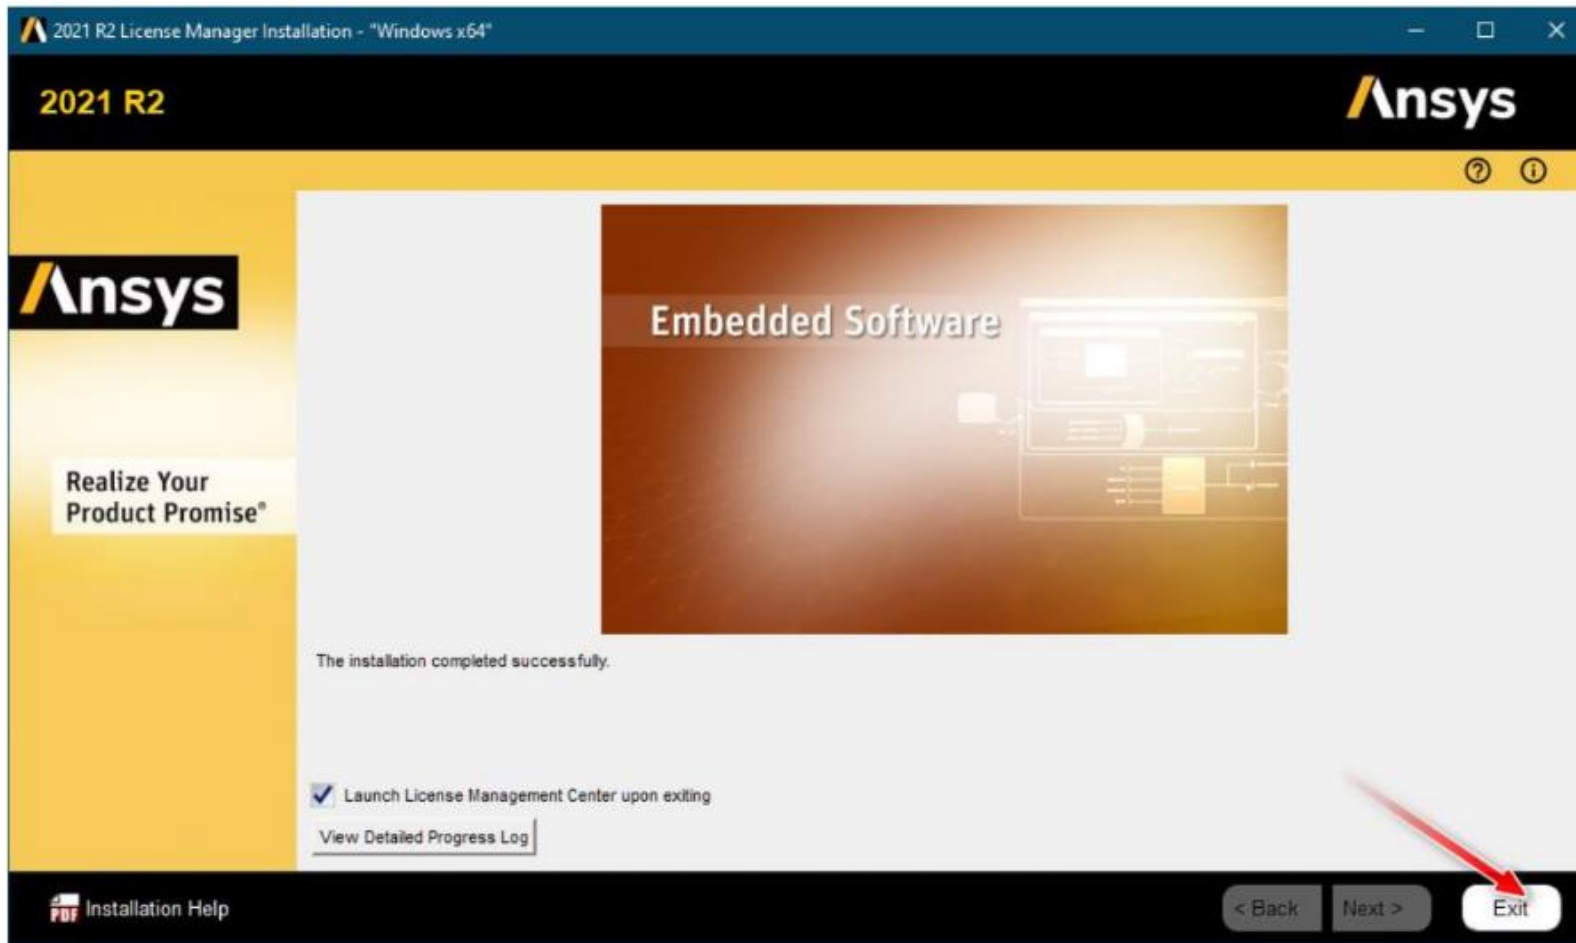 2021 R2 License Manager Installation - "Windows x64"
2021 R2
Ansys
Ansys
Embedded Software
Realize Your
Product Promise®
The installation completed successfully.
Launch License Management Center upon exiting
View Detailed Progress Log
PDF Installation Help
< Back
Next >
Exit